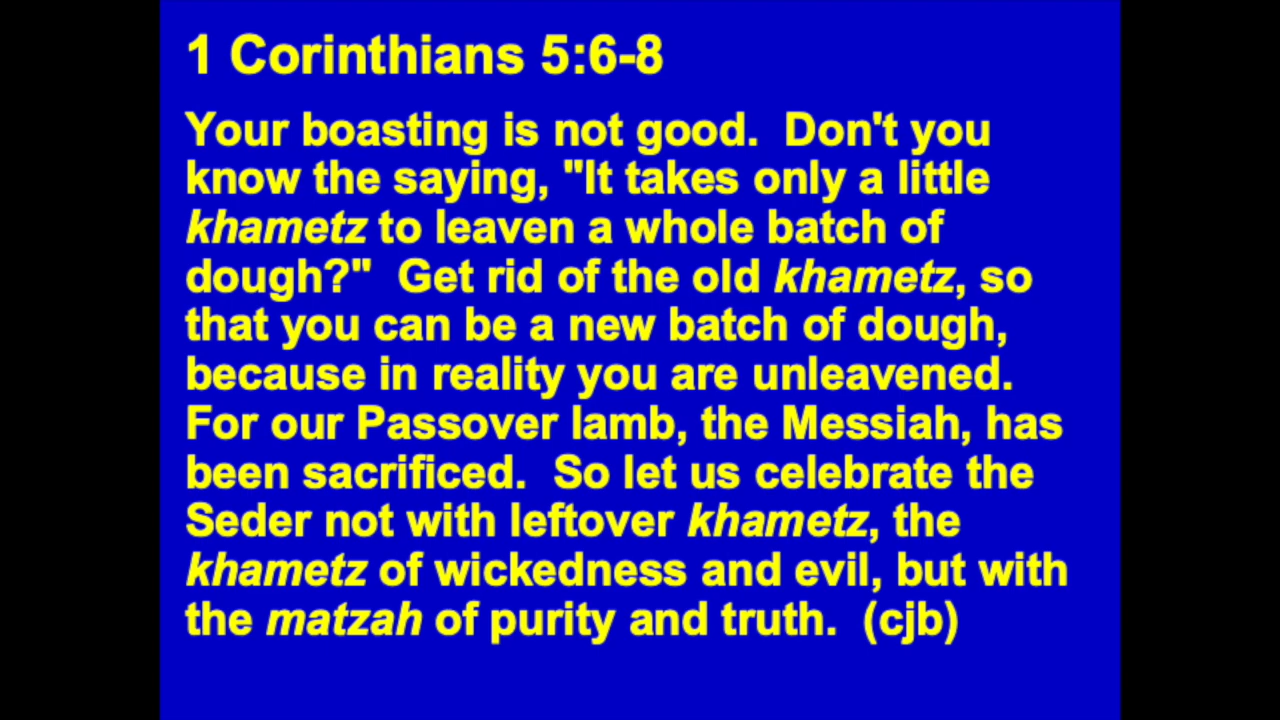 1 Corinthians 5:6-8
Your boasting is not good.  Don't you
know the saying, "It takes only a little
khametz to leaven a whole batch of
dough?"  Get rid of the old khametz, so
that you can be a new batch of dough,
because in reality you are unleavened.
For our Passover lamb, the Messiah, has
been sacrificed.  So let us celebrate the
Seder not with leftover khametz, the
khametz of wickedness and evil, but with
the matzah of purity and truth.  (cjb)